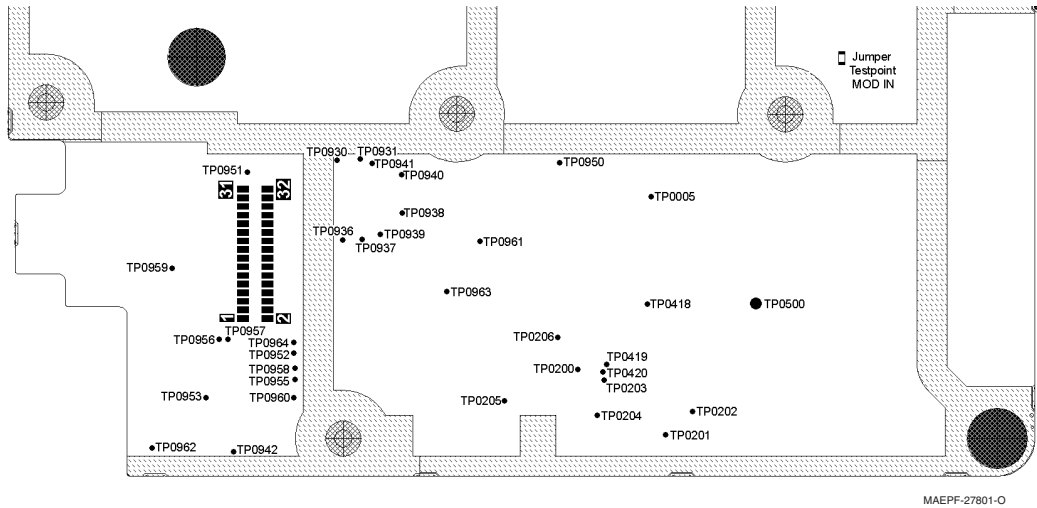 Jumper
Testpoint
MOD IN
TP0930
TP0931
TP0941
TP0950
TP0951
TP0940
31
32
TP0005
TP0938
TP0936
TP0939
TP0937
TP0961
TP0959
TP0963
TP0418
TP0500
1
2
TP0957
TP0956
TP0964
TP0206
TP0952
TP0419
TP0958
TP0200
TP0420
TP0955
TP0203
TP0953
TP0960
TP0205
TP0204
TP0202
TP0201
TP0962
TP0942
MAEPF-27801-O